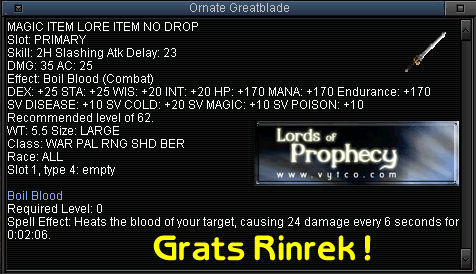 Ornate Greatblade
MAGIC ITEM LORE ITEM NO DROP
Slot: PRIMARY
Skill: 2H Slashing Atk Delay: 23
DMG: 35 AC: 25
Effect: Boil Blood (Combat)
DEX: +25 STA: +25 WIS: +20 INT: +20 HP: +170 MANA: +170 Endurance: +170
SV DISEASE: +10 SV COLD: +20 SV MAGIC: +10 SV POISON: +10
Recommended level of 62.
WT: 5.5 Size: LARGE
Class: WAR PAL RNG SHD BER
Race: ALL
Slot 1, type 4: empty
Lords of
Prophecy
www.vytco.com
Boil Blood
Required Level: 0
Spell Effect: Heats the blood of your target, causing 24 damage every 6 seconds for
0:02:06.
Grats Rinrek !